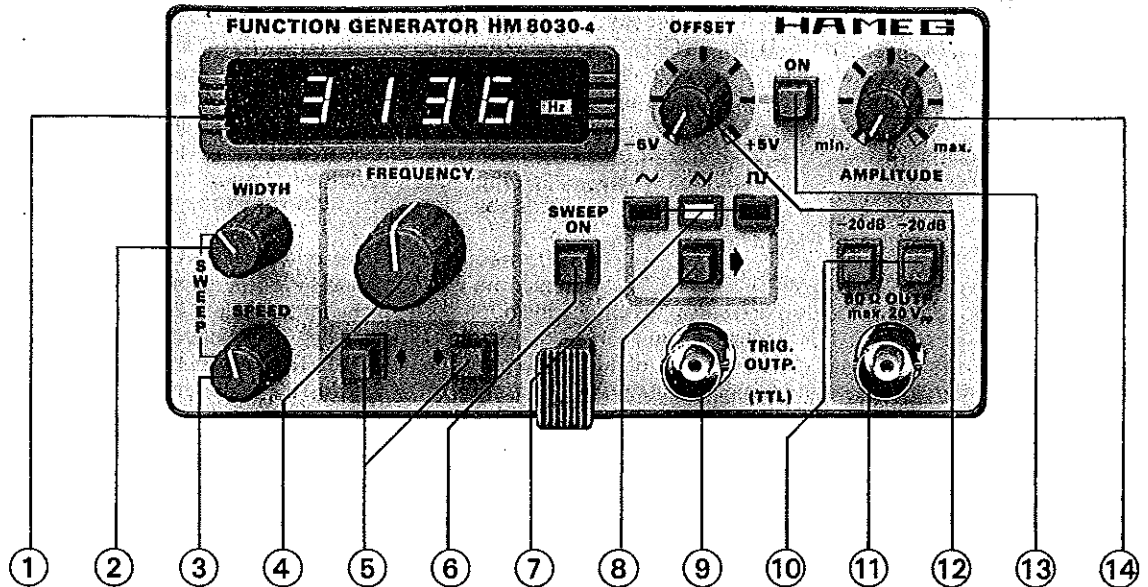 FUNCTION GENERATOR HM 8030-4
OFFSET
HAMEG
3136 Hz
ON
-5V
+5V
min.
max.
AMPLITUDE
FREQUENCY
WIDTH
SWEEP
SPEED
SWEEP
ON
-20dB -20dB
50 Ω OUTP.
max. 20 Vpp
TRIG.
OUTP.
(TTL)
1 2 3 4 5 6 7 8 9 10 11 12 13 14